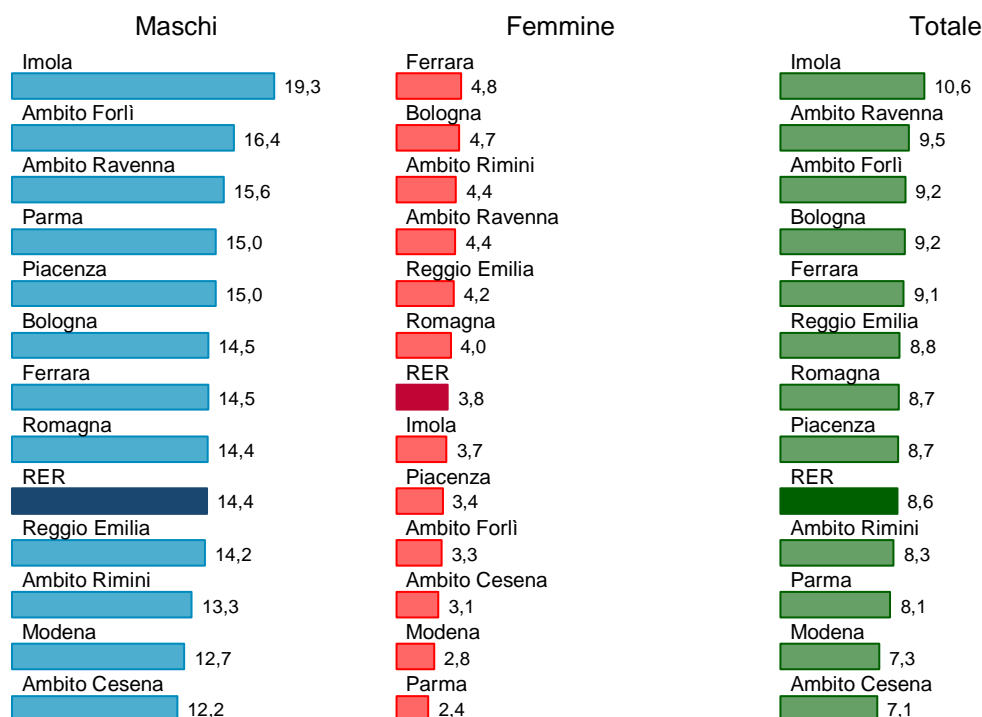 Maschi
Imola
19,3
Ambito Forlì
16,4
Ambito Ravenna
15,6
Parma
15,0
Piacenza
15,0
Bologna
14,5
Ferrara
14,5
Romagna
14,4
RER
14,4
Reggio Emilia
14,2
Ambito Rimini
13,3
Modena
12,7
Ambito Cesena
12,2
Femmine
Ferrara
4,8
Bologna
4,7
Ambito Rimini
4,4
Ambito Ravenna
4,4
Reggio Emilia
4,2
Romagna
4,0
RER
3,8
Imola
3,7
Piacenza
3,4
Ambito Forlì
3,3
Ambito Cesena
3,1
Modena
2,8
Parma
2,4
Totale
Imola
10,6
Ambito Ravenna
9,5
Ambito Forlì
9,2
Bologna
9,2
Ferrara
9,1
Reggio Emilia
8,8
Romagna
8,7
Piacenza
8,7
RER
8,6
Ambito Rimini
8,3
Parma
8,1
Modena
7,3
Ambito Cesena
7,1